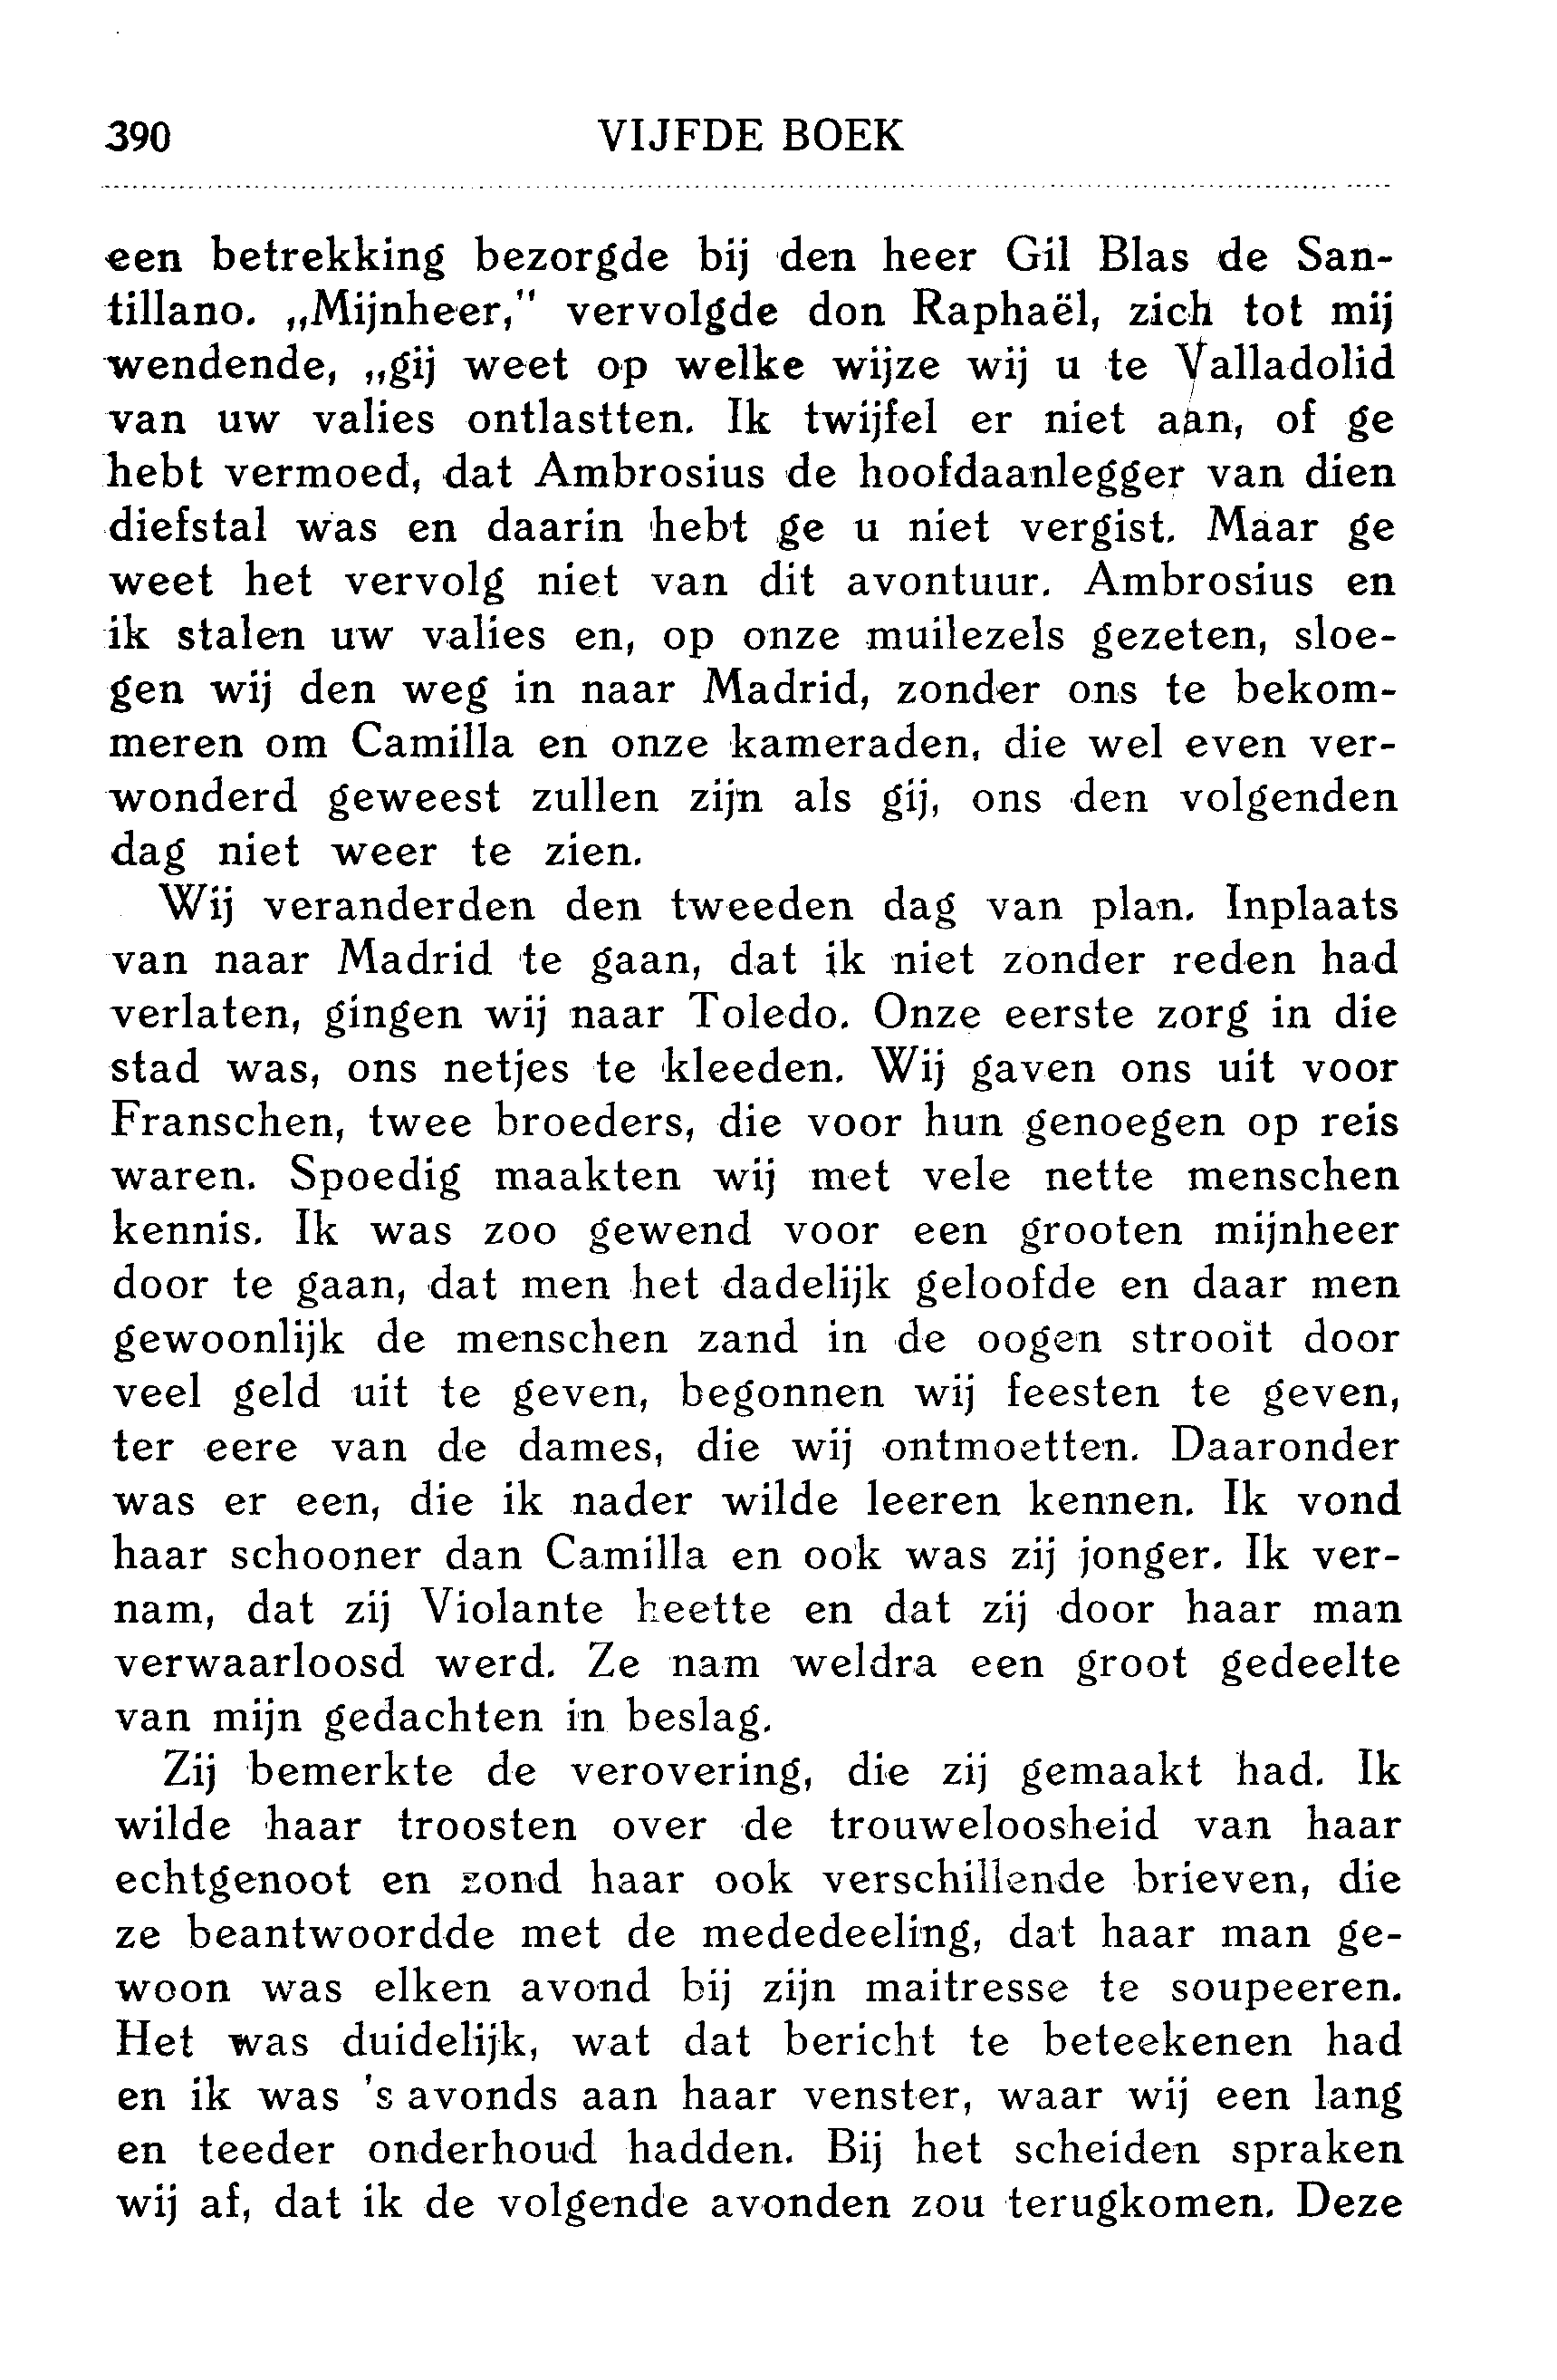 390 VIJFDE BOEK
een betrekking bezorgde bij den heer Gil Blas de San-
tillano. „Mijnheer,” vervolgde don Raphaël, zich tot mij
wendende, „gij weet op welke wijze wij u te Valladolid
van uw valies ontlastten. Ik twijfel er niet aan, of ge
hebt vermoed, dat Ambrosius de hoofdaanlegger van dien
diefstal was en daarin hebt ge u niet vergist. Maar ge
weet het vervolg niet van dit avontuur. Ambrosius en
ik stalen uw valies en, op onze muilezels gezeten, sloe-
gen wij den weg in naar Madrid, zonder ons te bekom-
meren om Camilla en onze kameraden, die wel even ver-
wonderd geweest zullen zijn als gij, ons den volgenden
dag niet weer te zien.
Wij veranderden den tweeden dag van plan. Inplaats
van naar Madrid te gaan, dat ik niet zonder reden had
verlaten, gingen wij naar Toledo. Onze eerste zorg in die
stad was, ons netjes te kleeden. Wij gaven ons uit voor
Franschen, twee broeders, die voor hun genoegen op reis
waren. Spoedig maakten wij met vele nette menschen
kennis. Ik was zoo gewend voor een grooten mijnheer
door te gaan, dat men het dadelijk geloofde en daar men
gewoonlijk de menschen zand in de oogen strooit door
veel geld uit te geven, begonnen wij feesten te geven,
ter eere van de dames, die wij ontmoetten. Daaronder
was er een, die ik nader wilde leeren kennen. Ik vond
haar schooner dan Camilla en ook was zij jonger. Ik ver-
nam, dat zij Violante heette en dat zij door haar man
verwaarloosd werd. Ze nam weldra een groot gedeelte
van mijn gedachten in beslag.
Zij bemerkte de verovering, die zij gemaakt had. Ik
wilde haar troosten over de trouweloosheid van haar
echtgenoot en zond haar ook verschillende brieven, die
ze beantwoordde met de mededeeling, dat haar man ge-
woon was elken avond bij zijn maitresse te soupeeren.
Het was duidelijk, wat dat bericht te beteekenen had
en ik was 's avonds aan haar venster, waar wij een lang
en teeder onderhoud hadden. Bij het scheiden spraken
wij af, dat ik de volgende avonden zou terugkomen. Deze